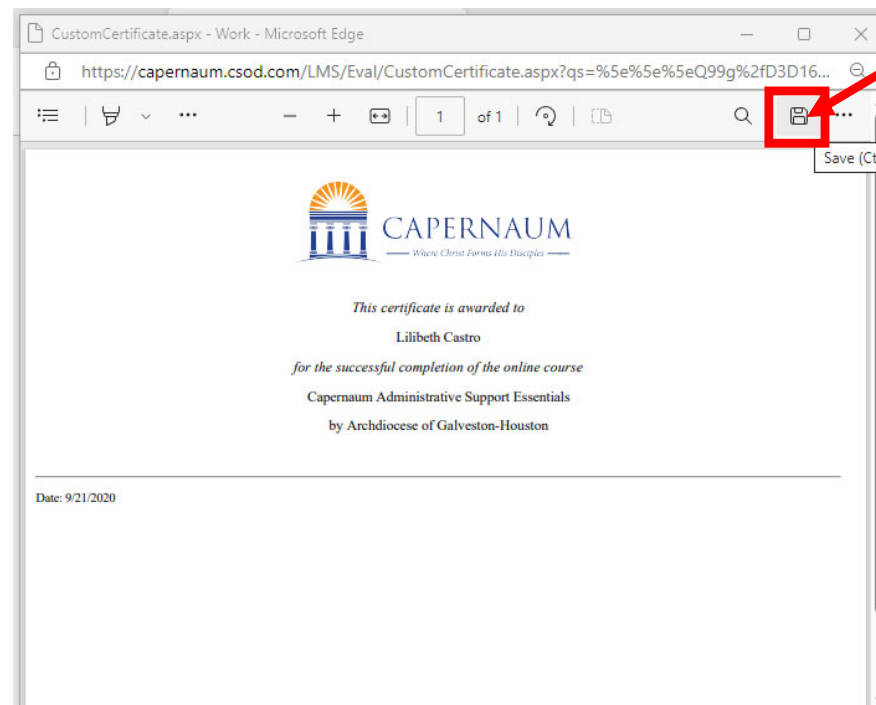 CustomCertificate.aspx - Work - Microsoft Edge
https://capernaum.csod.com/LMS/Eval/CustomCertificate.aspx?qs=%5e%5e%5eQ99g%2fD3D16...
1 of 1
Save (Ct
CAPERNAUM
Where Christ Forms His Disciples
This certificate is awarded to
Lilibeth Castro
for the successful completion of the online course
Capernaum Administrative Support Essentials
by Archdiocese of Galveston-Houston
Date: 9/21/2020